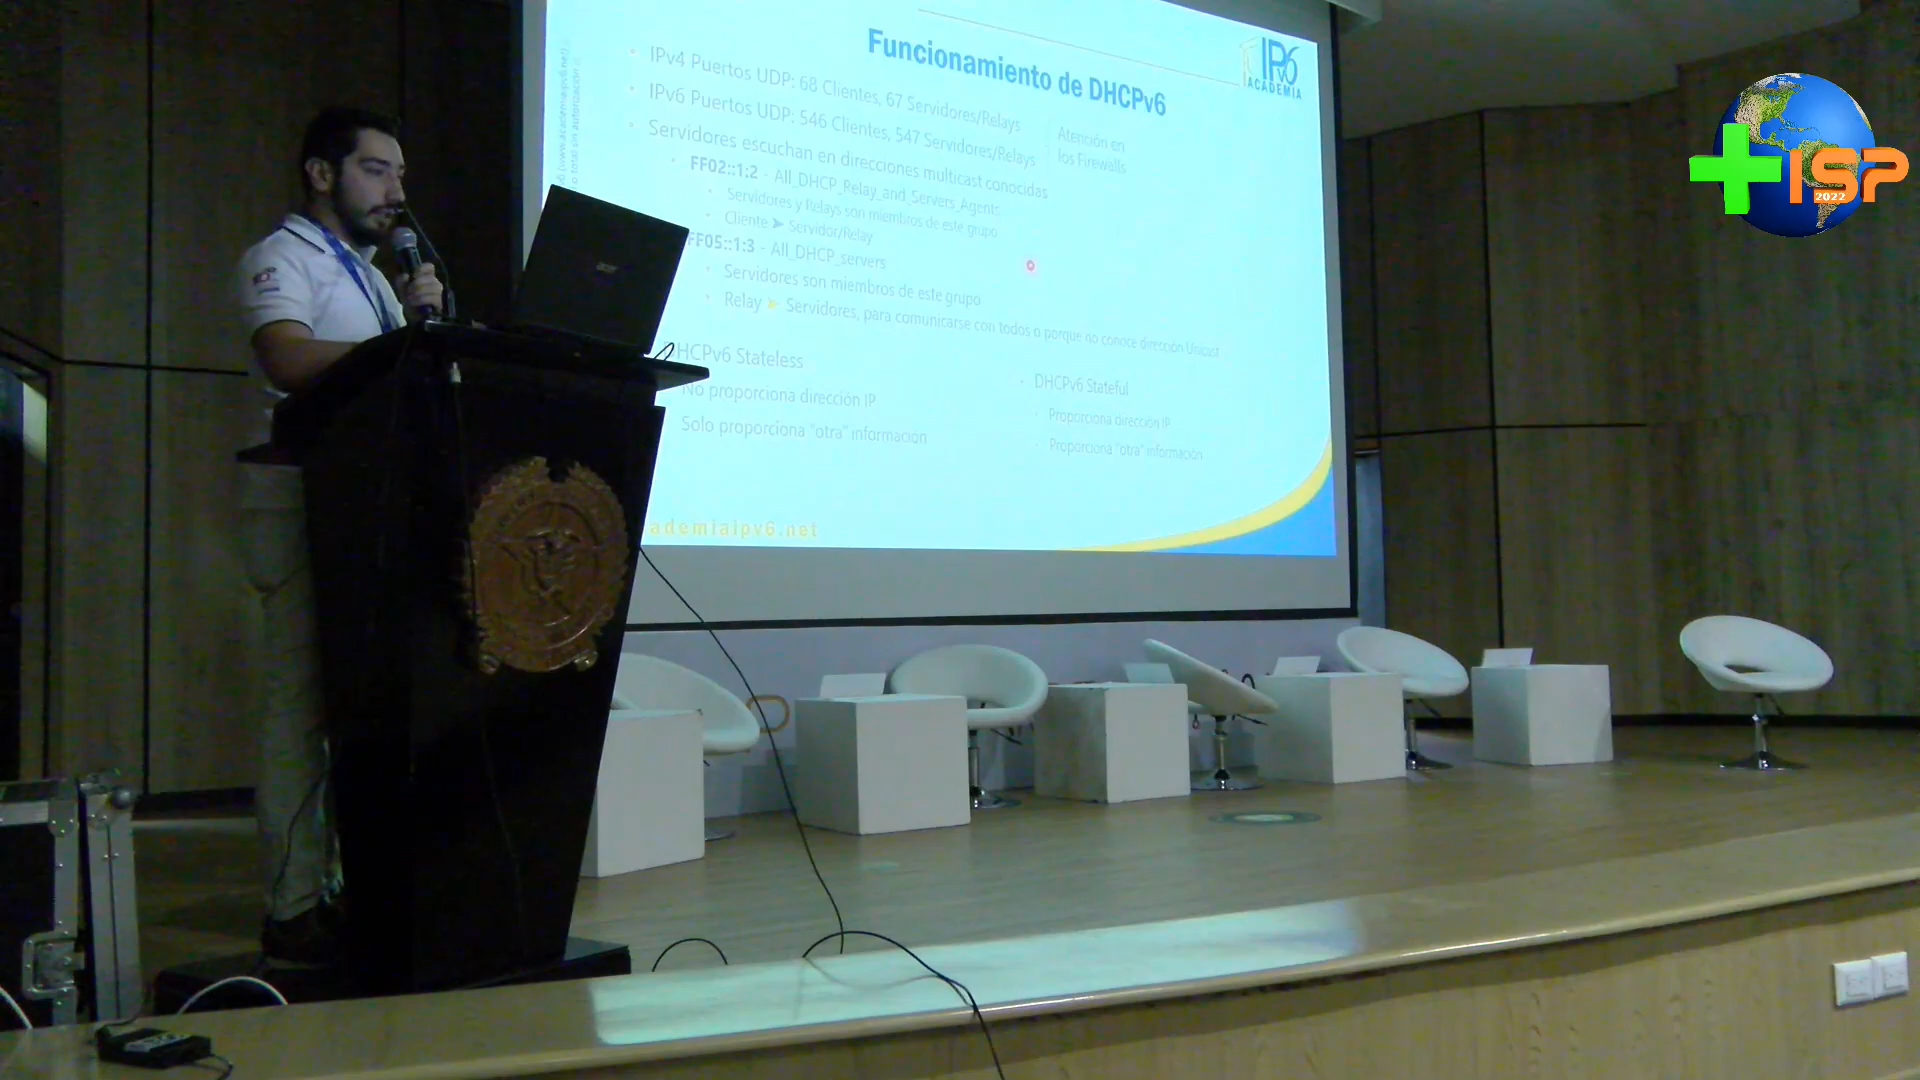 Funcionamiento de DHCPv6
IPv6
ACADEMIA
IPv4 Puertos UDP: 68 Clientes, 67 Servidores/Relays
IPv6 Puertos UDP: 546 Clientes, 547 Servidores/Relays
Atención en
los Firewalls
Servidores escuchan en direcciones multicast conocidas
FF02::1:2 - All_DHCP_Relay_and_Servers_Agents
Servidores y Relays son miembros de este grupo
Cliente ➤ Servidor/Relay
FF05::1:3 - All_DHCP_servers
Servidores son miembros de este grupo
Relay ➤ Servidores, para comunicarse con todos o porque no conoce dirección Unicast
HCPv6 Stateless
No proporciona dirección IP
Solo proporciona "otra" información
DHCPv6 Stateful
Proporciona dirección IP
Proporciona "otra" información
ademiaipv6.net
+ISP
2022
acer